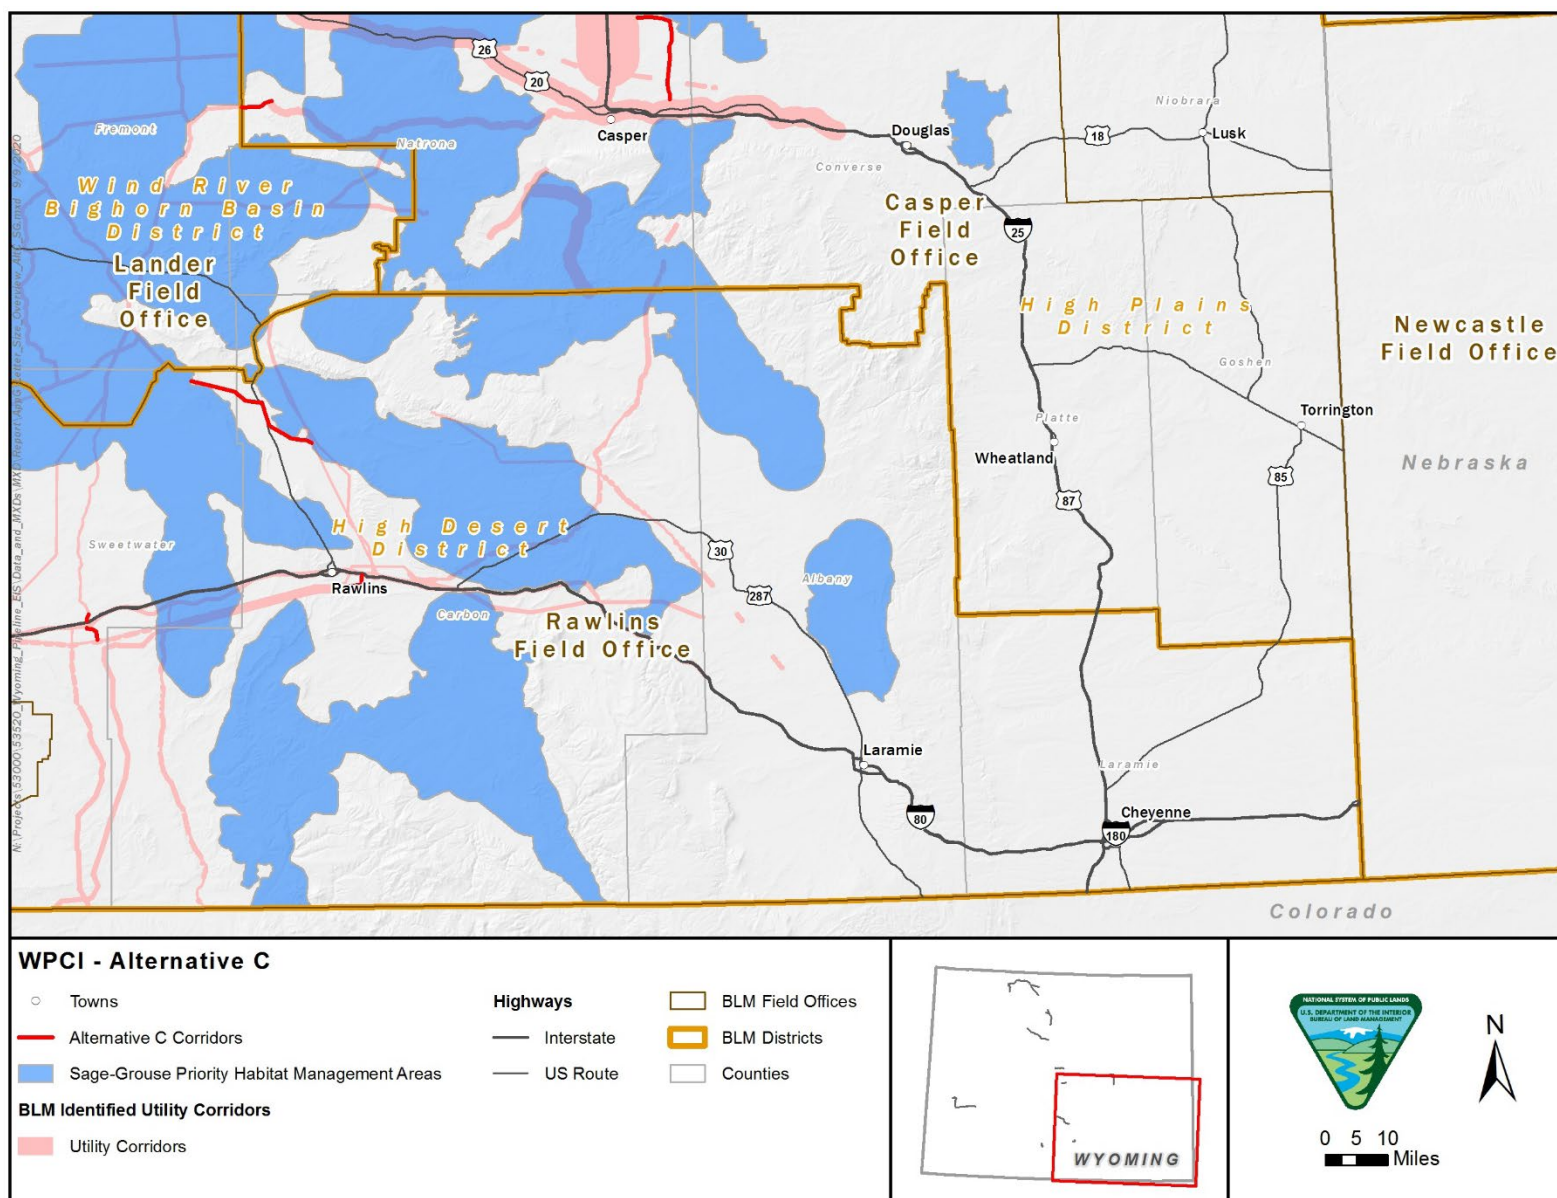 26
20
Casper
Fremont
Natrona
Niobrara
Douglas
18
Lusk
Converse
Wind River
Bighorn Basin
District
Lander
Field
Office
Casper
Field
Office
25
High Plains
District
Newcastle
Field Office
Goshen
Torrington
Platte
Wheatland
Nebraska
85
87
High Desert
District
Sweetwater
30
Rawlins
287
Albany
Carbon
Rawlins
Field Office
Laramie
Laramie
80
Cheyenne
180
Colorado
WPCI - Alternative C
Towns
Alternative C Corridors
Sage-Grouse Priority Habitat Management Areas
BLM Identified Utility Corridors
Utility Corridors
Highways
Interstate
US Route
BLM Field Offices
BLM Districts
Counties
WYOMING
NATIONAL SYSTEM OF PUBLIC LANDS
U.S. DEPARTMENT OF THE INTERIOR
BUREAU OF LAND MANAGEMENT
N
0 5 10
Miles